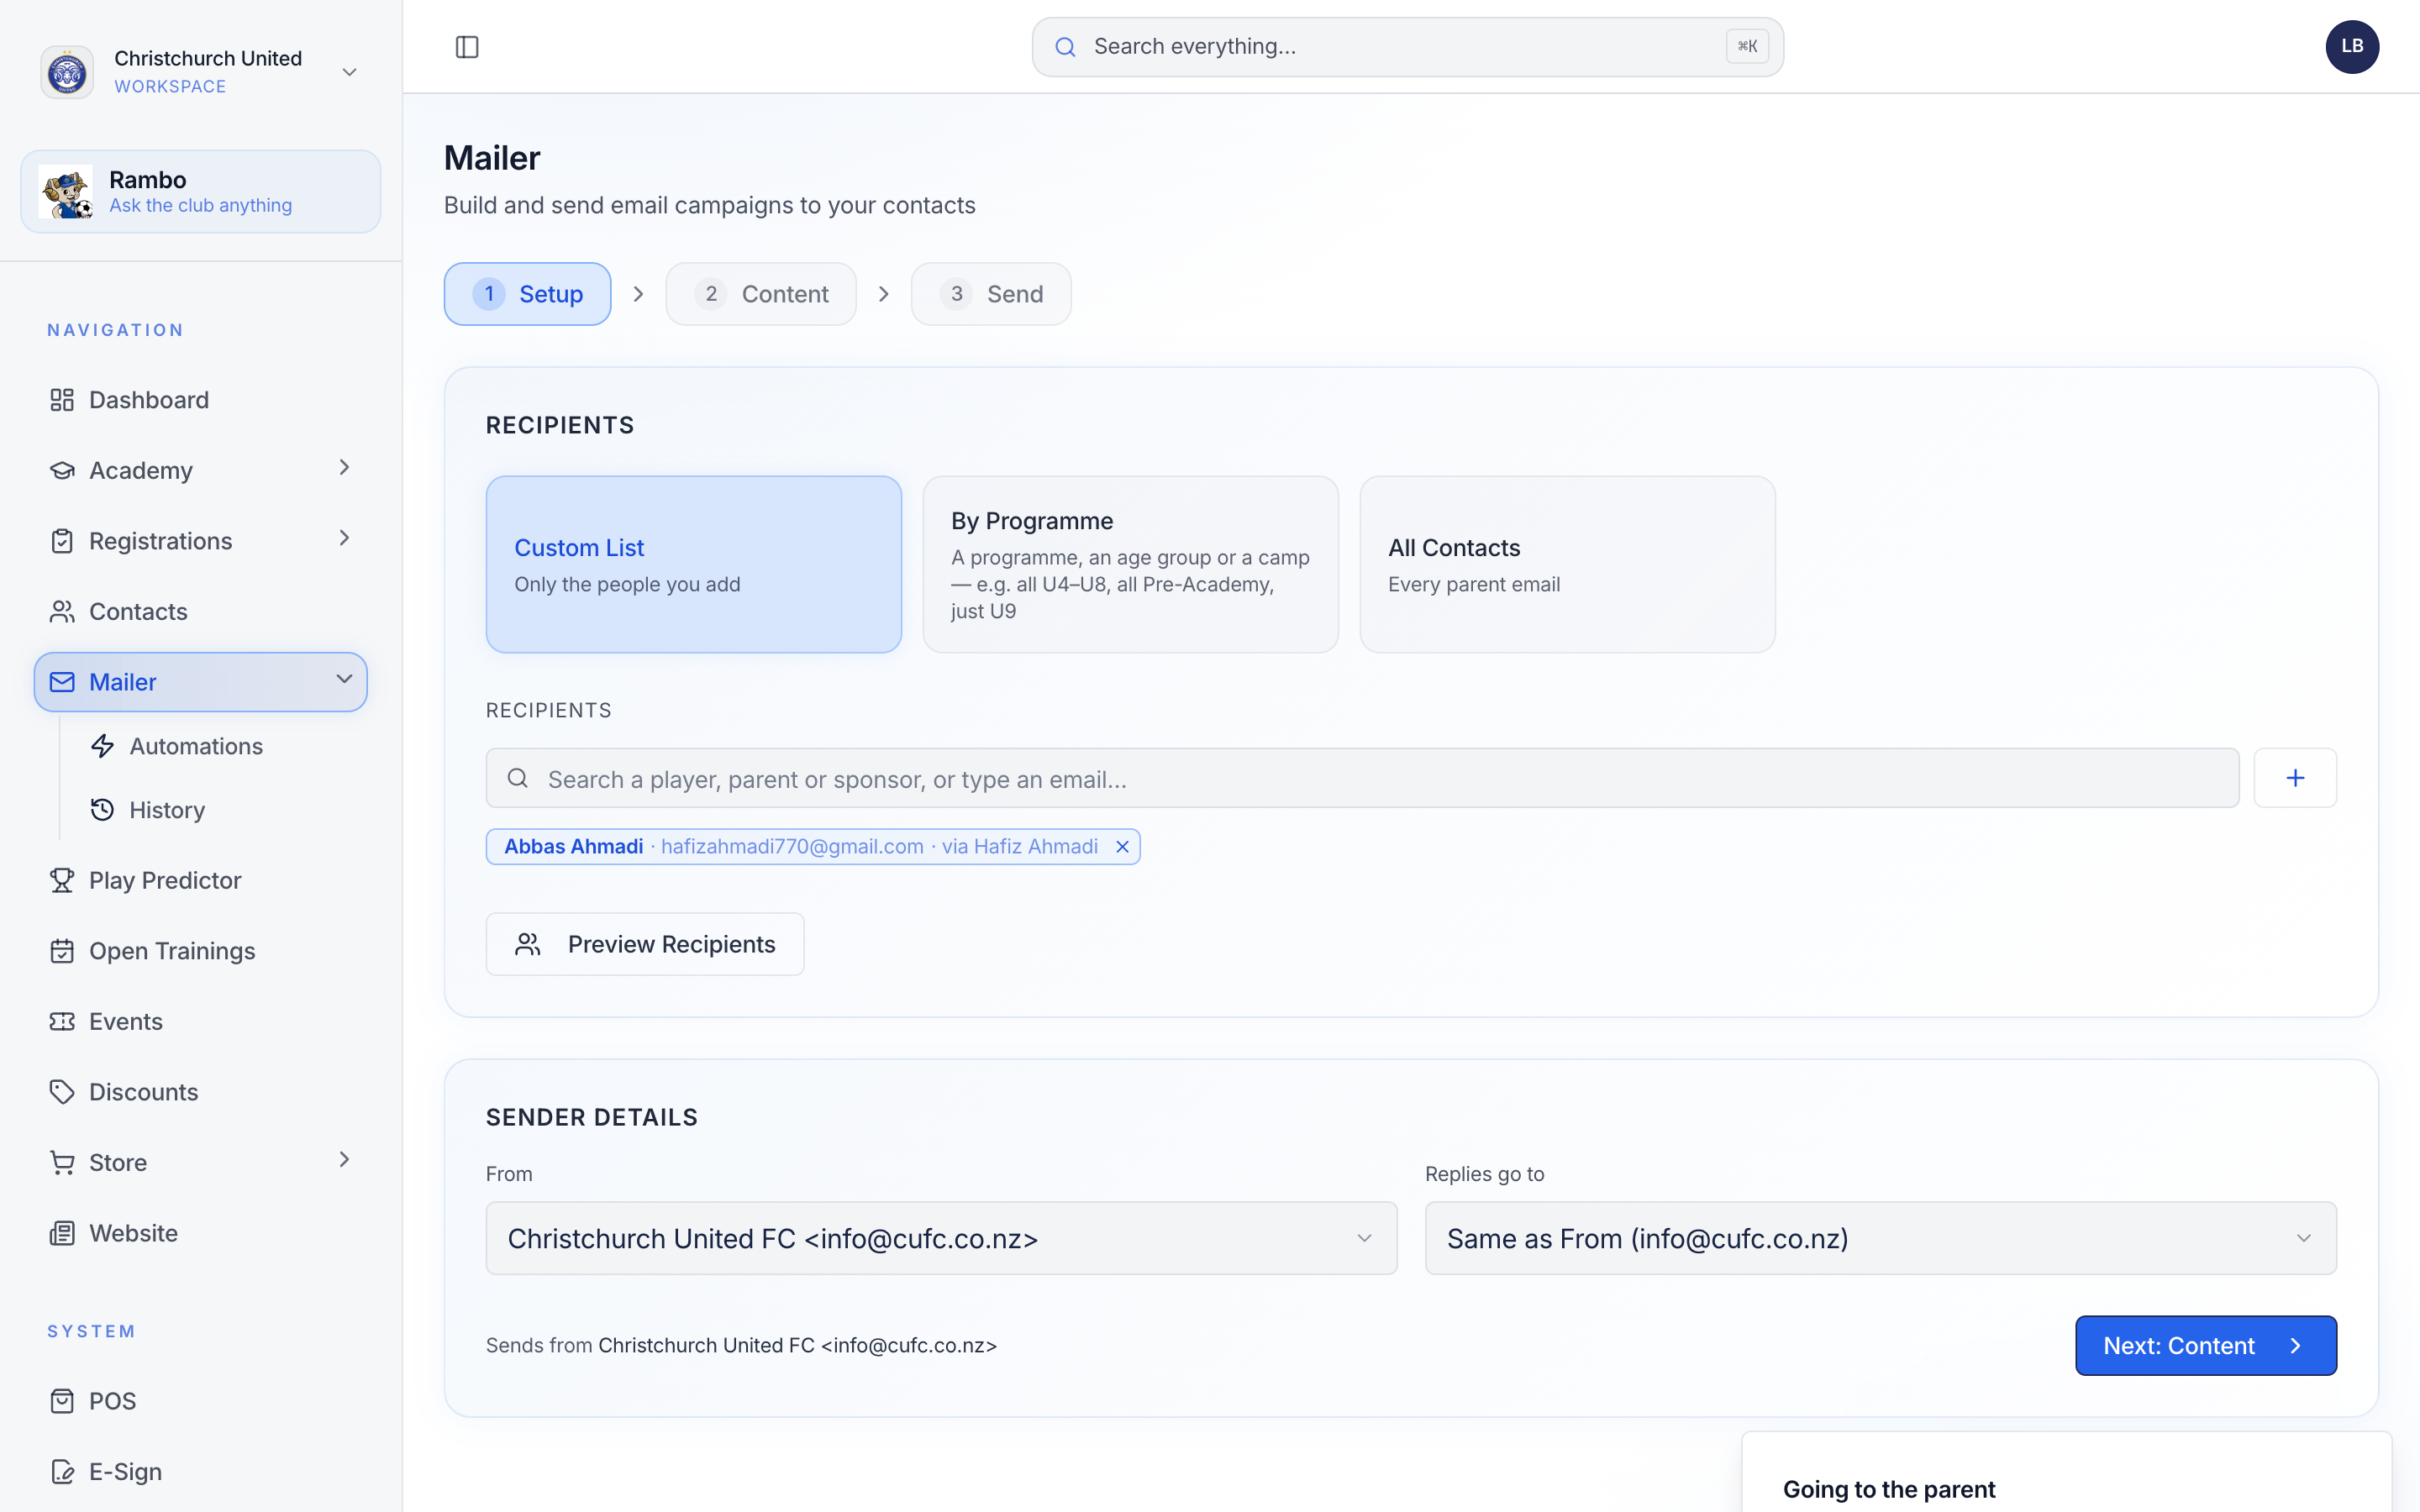 Christchurch United
WORKSPACE
Rambo
Ask the club anything
NAVIGATION
Dashboard
Academy
Registrations
Contacts
Mailer
Automations
History
Play Predictor
Open Trainings
Events
Discounts
Store
Website
SYSTEM
POS
E-Sign
Search everything...
⌘K
LB
Mailer
Build and send email campaigns to your contacts
1 Setup
2 Content
3 Send
RECIPIENTS
Custom List
Only the people you add
By Programme
A programme, an age group or a camp
— e.g. all U4–U8, all Pre-Academy,
just U9
All Contacts
Every parent email
RECIPIENTS
Search a player, parent or sponsor, or type an email...
Abbas Ahmadi · hafizahmadi770@gmail.com · via Hafiz Ahmadi
Preview Recipients
SENDER DETAILS
From
Christchurch United FC <info@cufc.co.nz>
Replies go to
Same as From (info@cufc.co.nz)
Sends from Christchurch United FC <info@cufc.co.nz>
Next: Content
Going to the parent